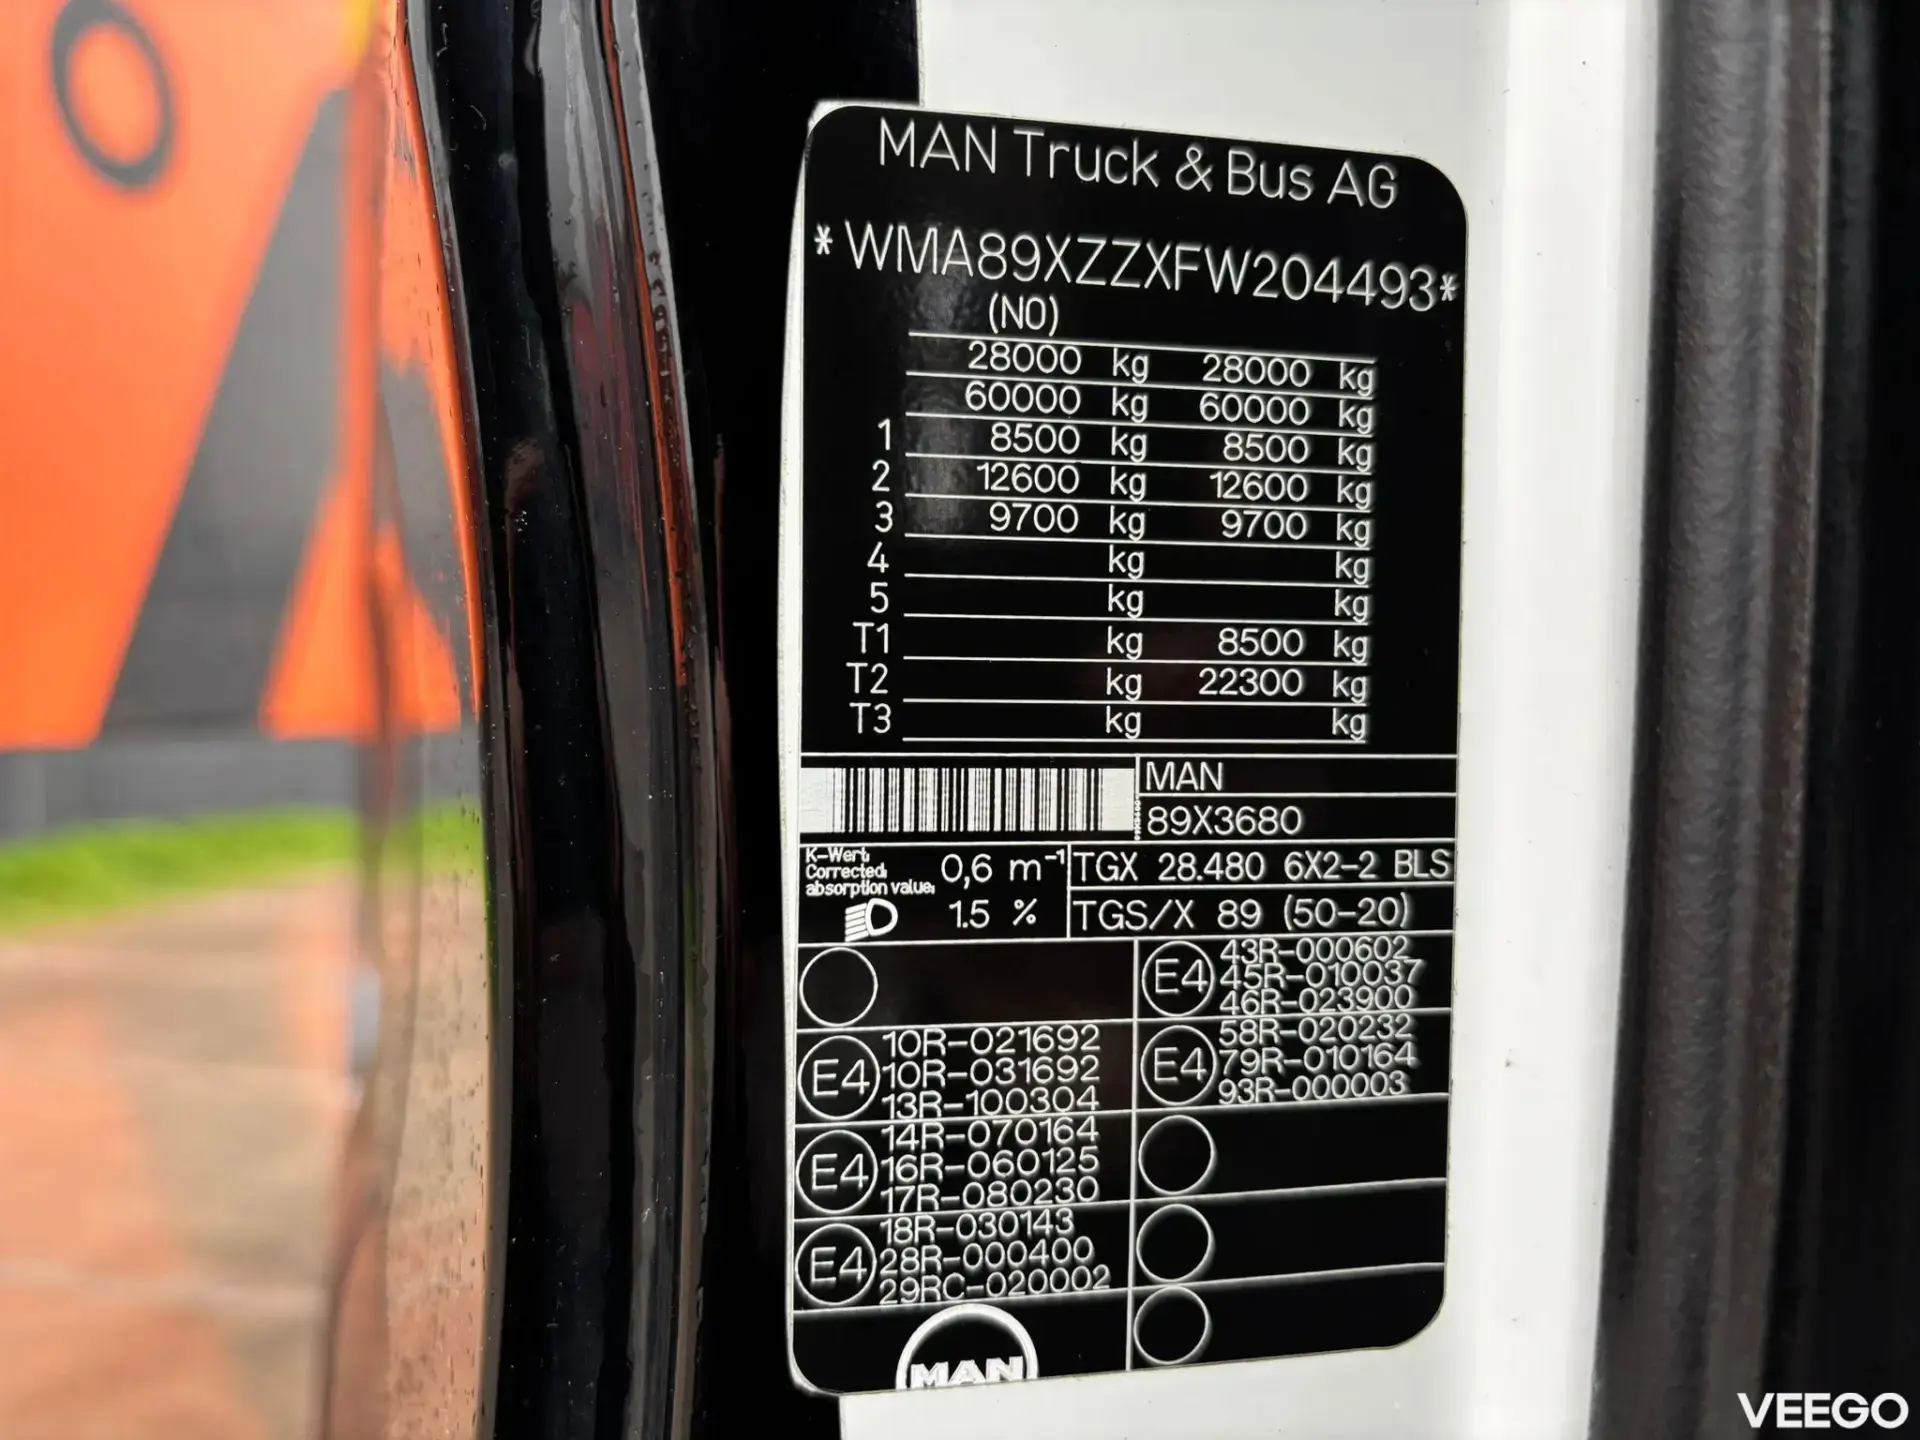 MAN Truck & Bus AG
*WMA89XZZXFW204493*
(N0)
28000 kg 28000 kg
60000 kg 60000 kg
1 8500 kg 8500 kg
2 12600 kg 12600 kg
3 9700 kg 9700 kg
4 kg kg
5 kg kg
T1 kg 8500 kg
T2 kg 22300 kg
T3 kg kg
MAN
89X3680
K-Wert:
Corrected
absorption value: 0,6 m⁻¹
1.5 %
TGX 28.480 6X2-2 BLS
TGS/X 89 (50-20)
E4
10R-021692
10R-031692
13R-100304
E4
14R-070164
16R-060125
17R-080230
E4
18R-030143
28R-000400
29RC-020002
E4
43R-000602
45R-010037
46R-023900
E4
58R-020232
79R-010164
93R-000003
MAN
VEEGO